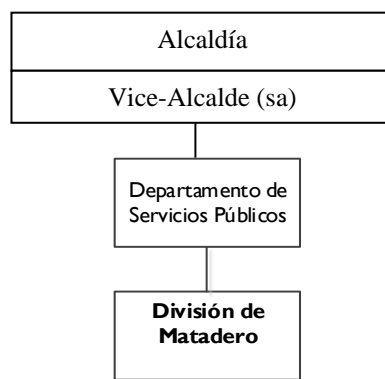 Alcaldía
Vice-Alcalde (sa)
Departamento de
Servicios Públicos
División de
Matadero